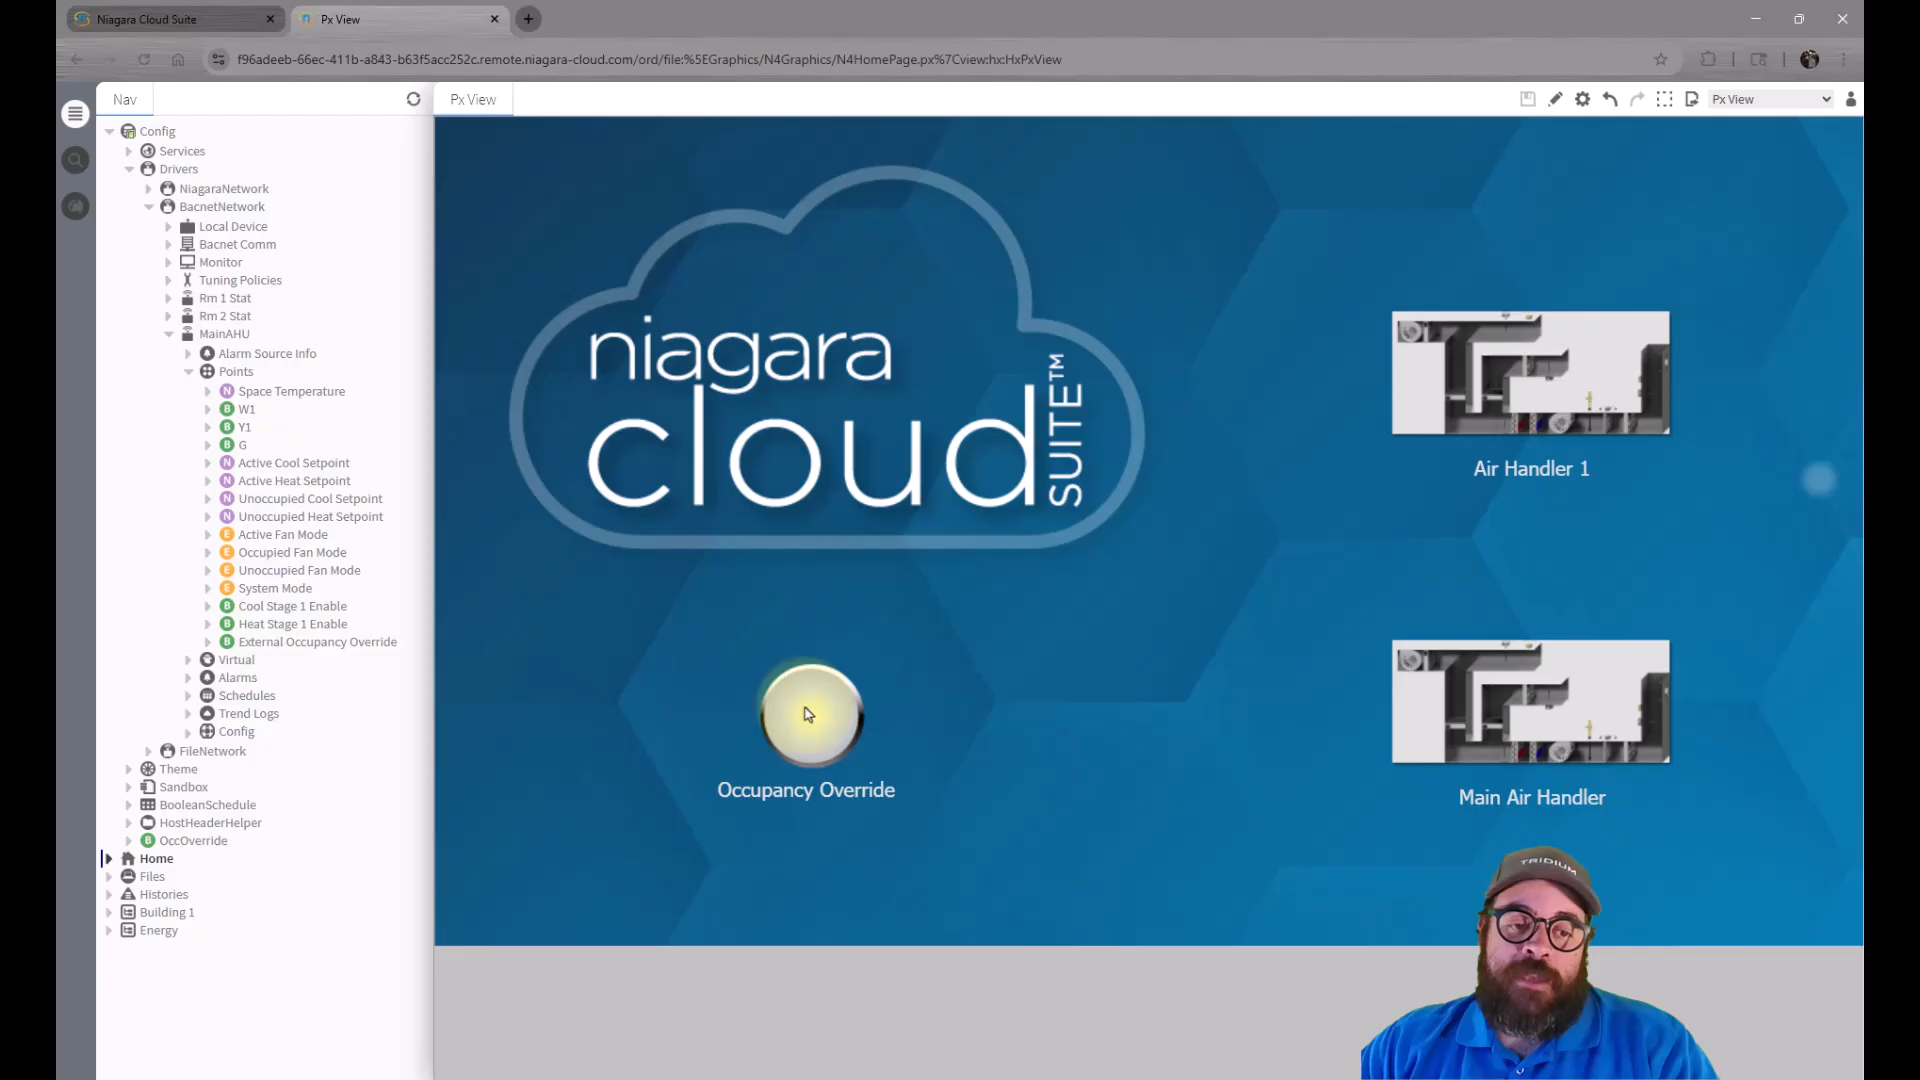 Niagara Cloud Suite
Px View
f96adeeb-66ec-411b-a843-b63f5acc252c.remote.niagara-cloud.com/ord/file:%5EGraphics/N4Graphics/N4HomePage.px%7Cview:hx:HxPxView
Nav
Px View
Px View
Config
Services
Drivers
NiagaraNetwork
BacnetNetwork
Local Device
Bacnet Comm
Monitor
Tuning Policies
Rm 1 Stat
Rm 2 Stat
MainAHU
Alarm Source Info
Points
N Space Temperature
B W1
B Y1
B G
N Active Cool Setpoint
N Active Heat Setpoint
N Unoccupied Cool Setpoint
N Unoccupied Heat Setpoint
E Active Fan Mode
E Occupied Fan Mode
E Unoccupied Fan Mode
E System Mode
B Cool Stage 1 Enable
B Heat Stage 1 Enable
B External Occupancy Override
Virtual
Alarms
Schedules
Trend Logs
Config
FileNetwork
Theme
Sandbox
BooleanSchedule
HostHeaderHelper
B OccOverride
Home
Files
Histories
Building 1
Energy
niagara
cloud
SUITE™
Air Handler 1
Occupancy Override
Main Air Handler
TRIDIUM